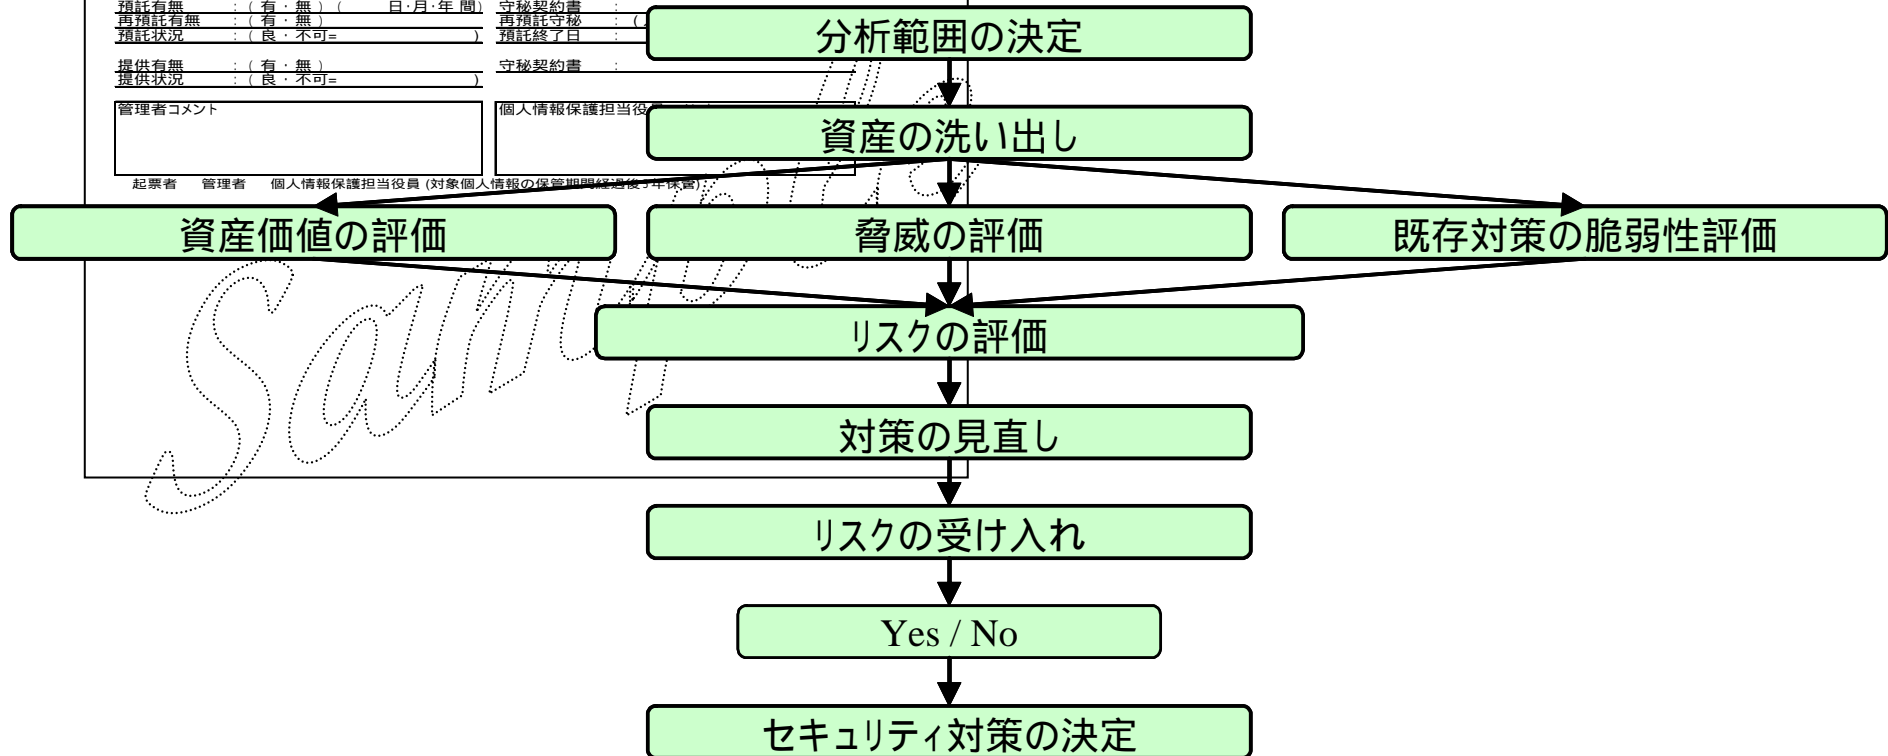 預託有無 : ( 有 ・ 無 ) ( 日・月・年 間) 守秘契約書 :
再預託有無 : ( 有 ・ 無 ) 再預託守秘 : (
預託状況 : ( 良 ・ 不可= ) 預託終了日 :
分析範囲の決定
提供有無 : ( 有 ・ 無 ) 守秘契約書 :
提供状況 : ( 良 ・ 不可= )
管理者コメント
個人情報保護担当役
資産の洗い出し
起票者 管理者 個人情報保護担当役員 (対象個人情報の保管期間経過後5年保管)
資産価値の評価 脅威の評価 既存対策の脆弱性評価
Sample
リスクの評価
対策の見直し
リスクの受け入れ
Yes / No
セキュリティ対策の決定